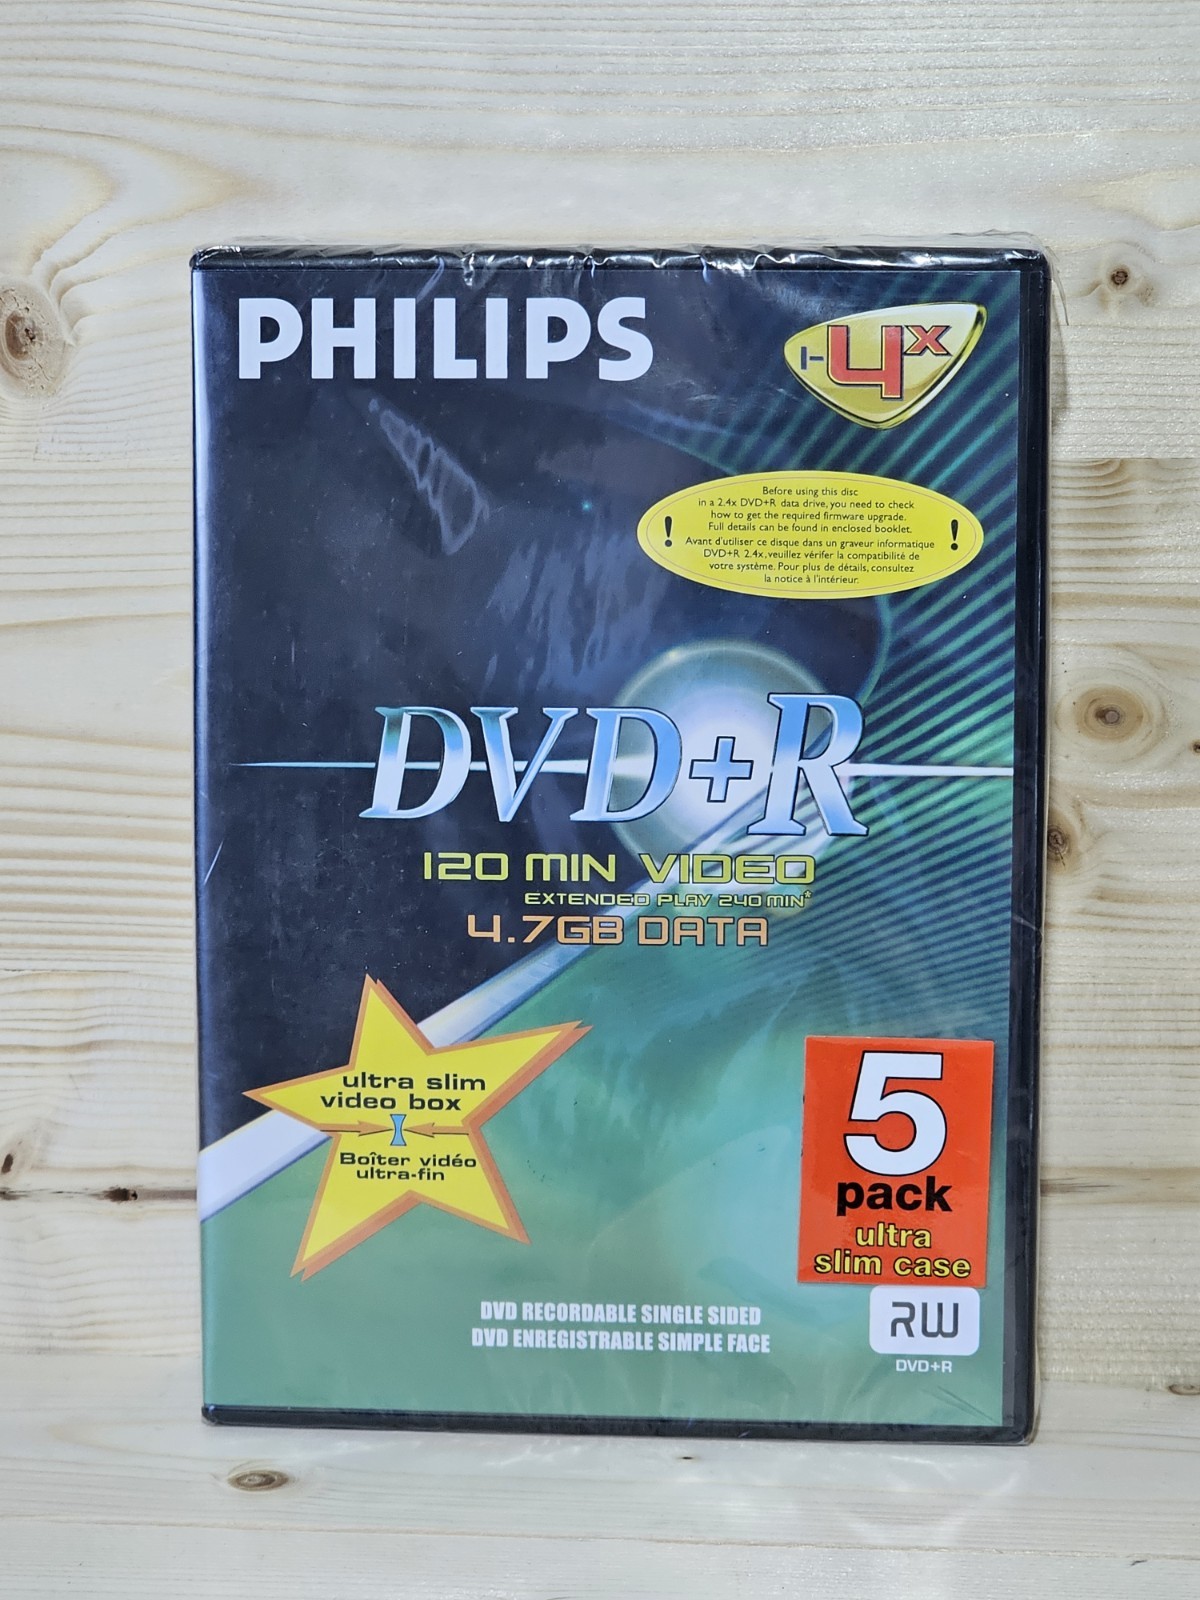 PHILIPS
1-4x
Before using this disc
in a 2.4x DVD+R data drive, you need to check
how to get the required firmware upgrade.
Full details can be found in enclosed booklet.
! !
Avant d'utiliser ce disque dans un graveur informatique
DVD+R 2.4x, veuillez vérifer la compatibilité de
votre système. Pour plus de détails, consultez
la notice à l'intérieur.
DVD+R
120 MIN VIDEO
EXTENDED PLAY 240 MIN*
4.7GB DATA
ultra slim
video box
Boîter vidéo
ultra-fin
5
pack
ultra
slim case
DVD RECORDABLE SINGLE SIDED
DVD ENREGISTRABLE SIMPLE FACE
RW
DVD+R